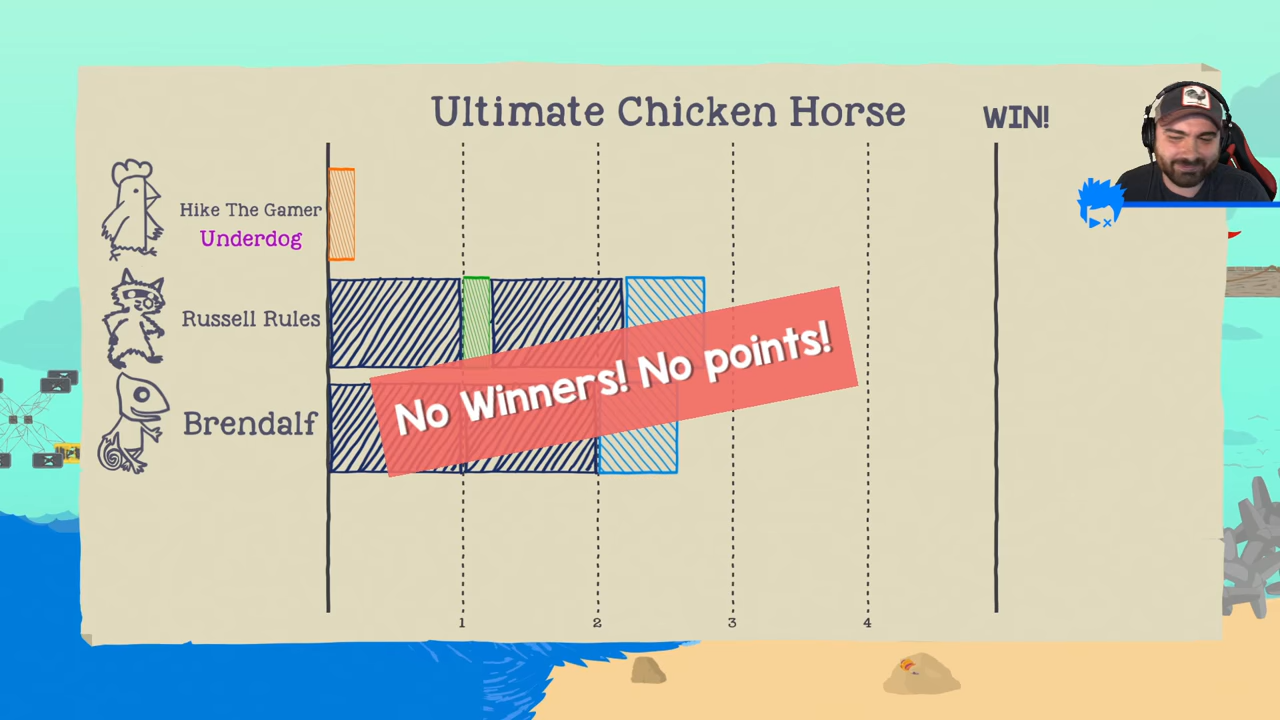 Ultimate Chicken Horse
WIN!
Hike The Gamer
Underdog
Russell Rules
Brendalf
No Winners! No points!
1
2
3
4